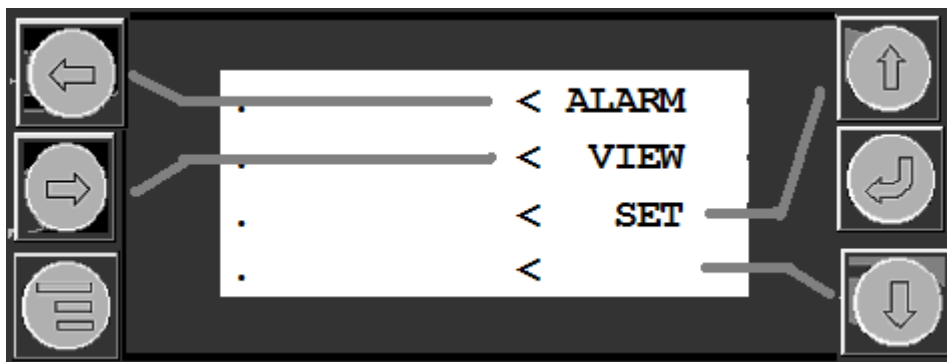 . < ALARM
. < VIEW
. < SET
. <